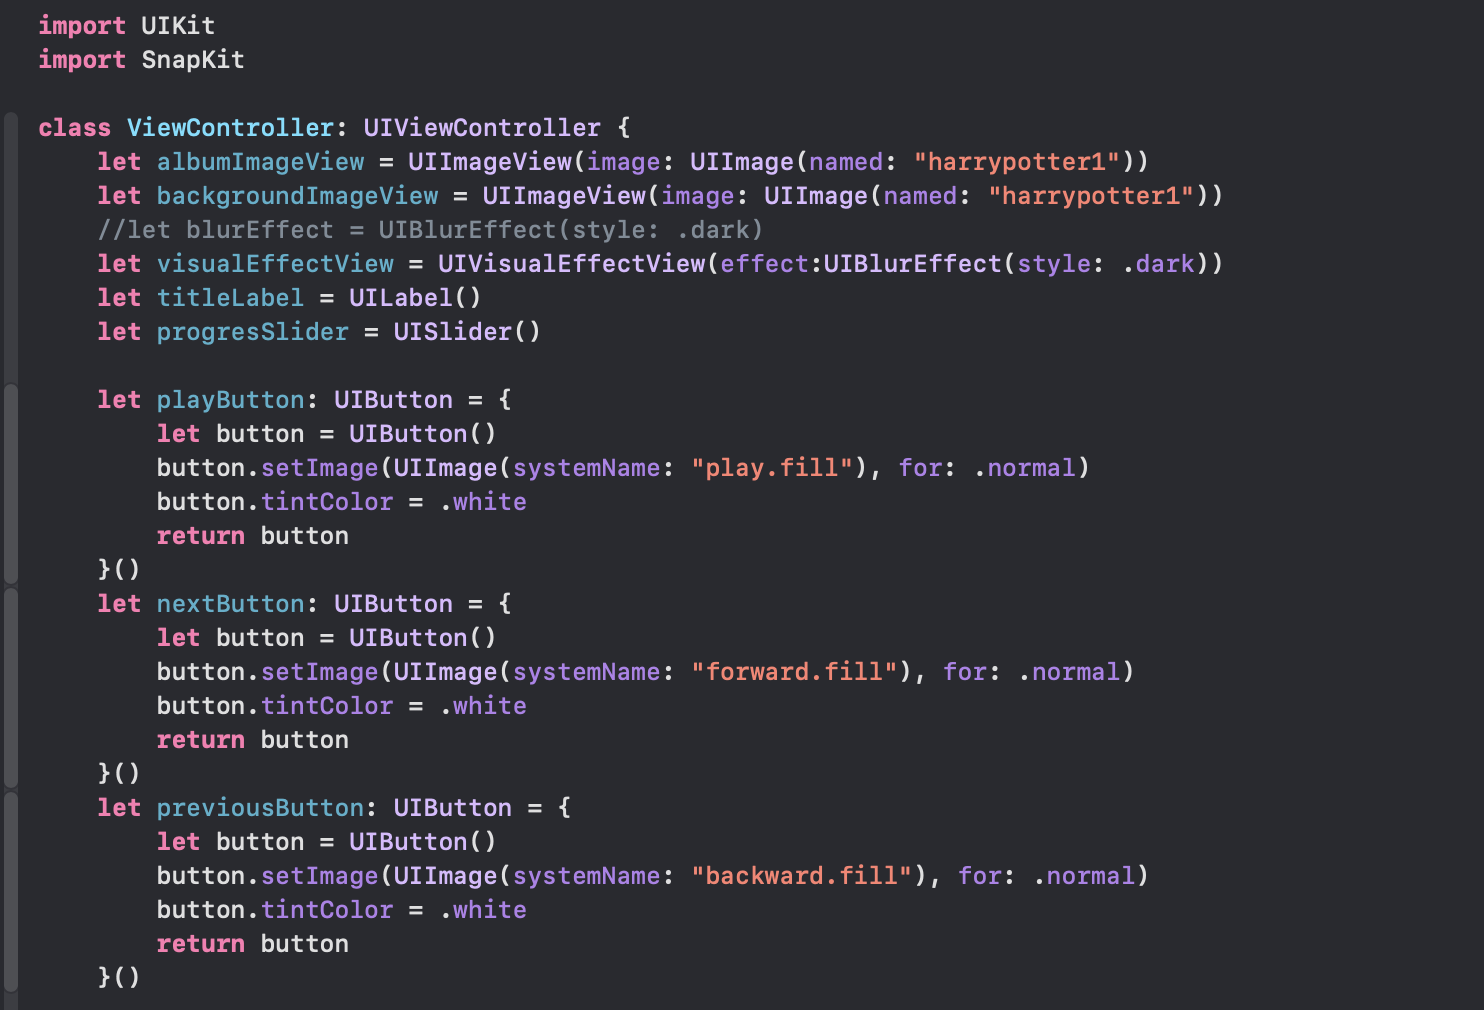 import UIKit
import SnapKit
class ViewController: UIViewController {
let albumImageView = UIImageView(image: UIImage(named: "harrypotter1"))
let backgroundImageView = UIImageView(image: UIImage(named: "harrypotter1"))
//let blurEffect = UIBlurEffect(style: .dark)
let visualEffectView = UIVisualEffectView(effect:UIBlurEffect(style: .dark))
let titleLabel = UILabel()
let progresSlider = UISlider()
let playButton: UIButton = {
let button = UIButton()
button.setImage(UIImage(systemName: "play.fill"), for: .normal)
button.tintColor = .white
return button
}()
let nextButton: UIButton = {
let button = UIButton()
button.setImage(UIImage(systemName: "forward.fill"), for: .normal)
button.tintColor = .white
return button
}()
let previousButton: UIButton = {
let button = UIButton()
button.setImage(UIImage(systemName: "backward.fill"), for: .normal)
button.tintColor = .white
return button
}()